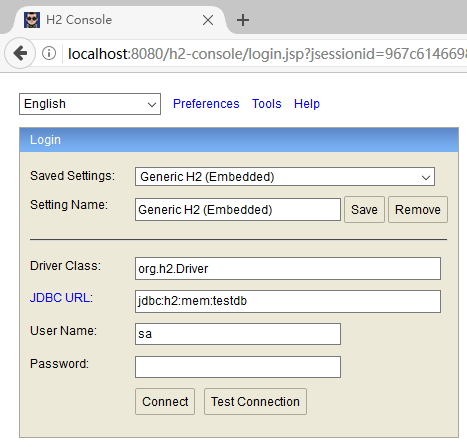 H2 Console
localhost:8080/h2-console/login.jsp?jsessionid=967c6146698
English Preferences Tools Help
Login
Saved Settings: Generic H2 (Embedded)
Setting Name: Generic H2 (Embedded) Save Remove
Driver Class: org.h2.Driver
JDBC URL: jdbc:h2:mem:testdb
User Name: sa
Password:
Connect Test Connection